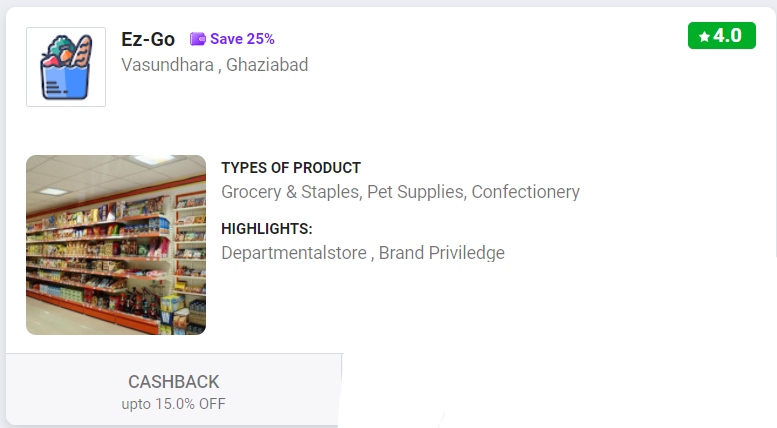 Ez-Go Save 25%
4.0
Vasundhara , Ghaziabad
TYPES OF PRODUCT
Grocery & Staples, Pet Supplies, Confectionery
HIGHLIGHTS:
Departmentalstore , Brand Priviledge
CASHBACK
upto 15.0% OFF